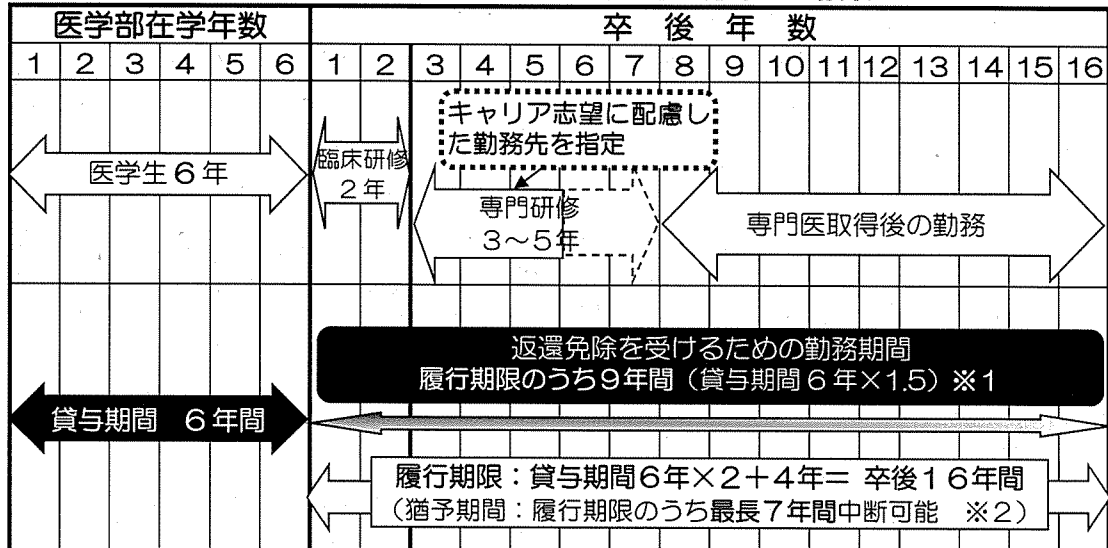 医学部在学年数 卒後年数
1 2 3 4 5 6 1 2 3 4 5 6 7 8 9 10 11 12 13 14 15 16
キャリア志望に配慮し
た勤務先を指定
医学生6年
臨床研修
2年
専門研修
3～5年
専門医取得後の勤務
返還免除を受けるための勤務期間
履行期限のうち9年間（貸与期間6年×1.5）※1
貸与期間 6年間
履行期限：貸与期間6年×2＋4年＝ 卒後16年間
（猶予期間：履行期限のうち最長7年間中断可能 ※2）